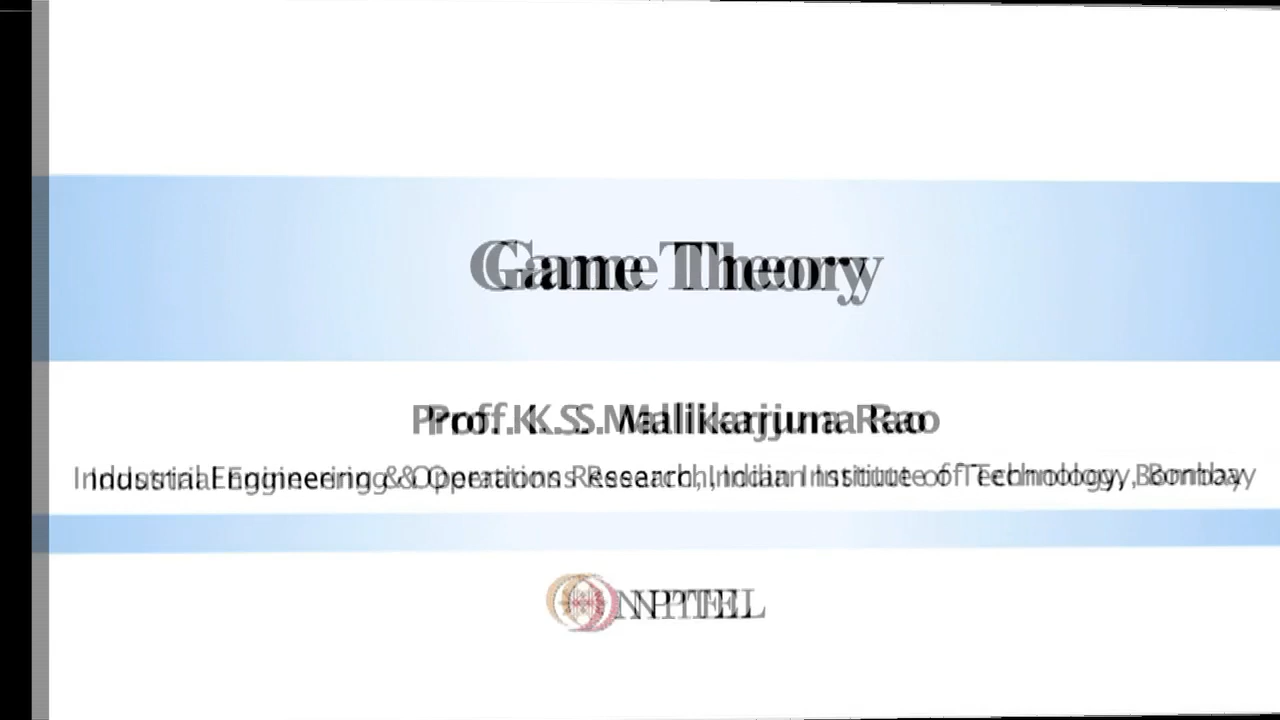 Game Theory
Prof. K. S. Mallikarjuna Rao
Industrial Engineering & Operations Research, Indian Institute of Technology, Bombay
NPTEL